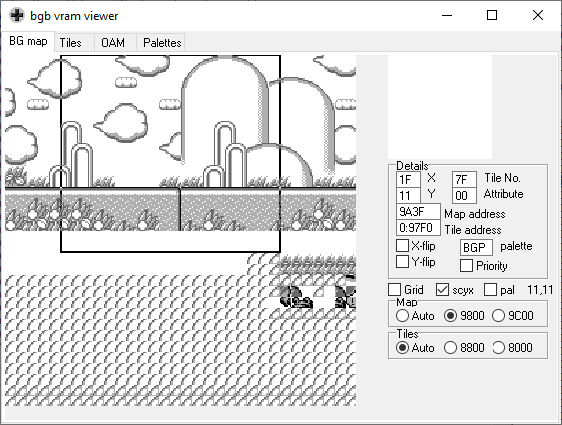 bgb vram viewer
BG map Tiles OAM Palettes
Details
1F X 7F Tile No.
11 Y 00 Attribute
9A3F Map address
0:97F0 Tile address
X-flip BGP palette
Y-flip Priority
Grid scyx pal 11,11
Map
Auto 9800 9C00
Tiles
Auto 8800 8000